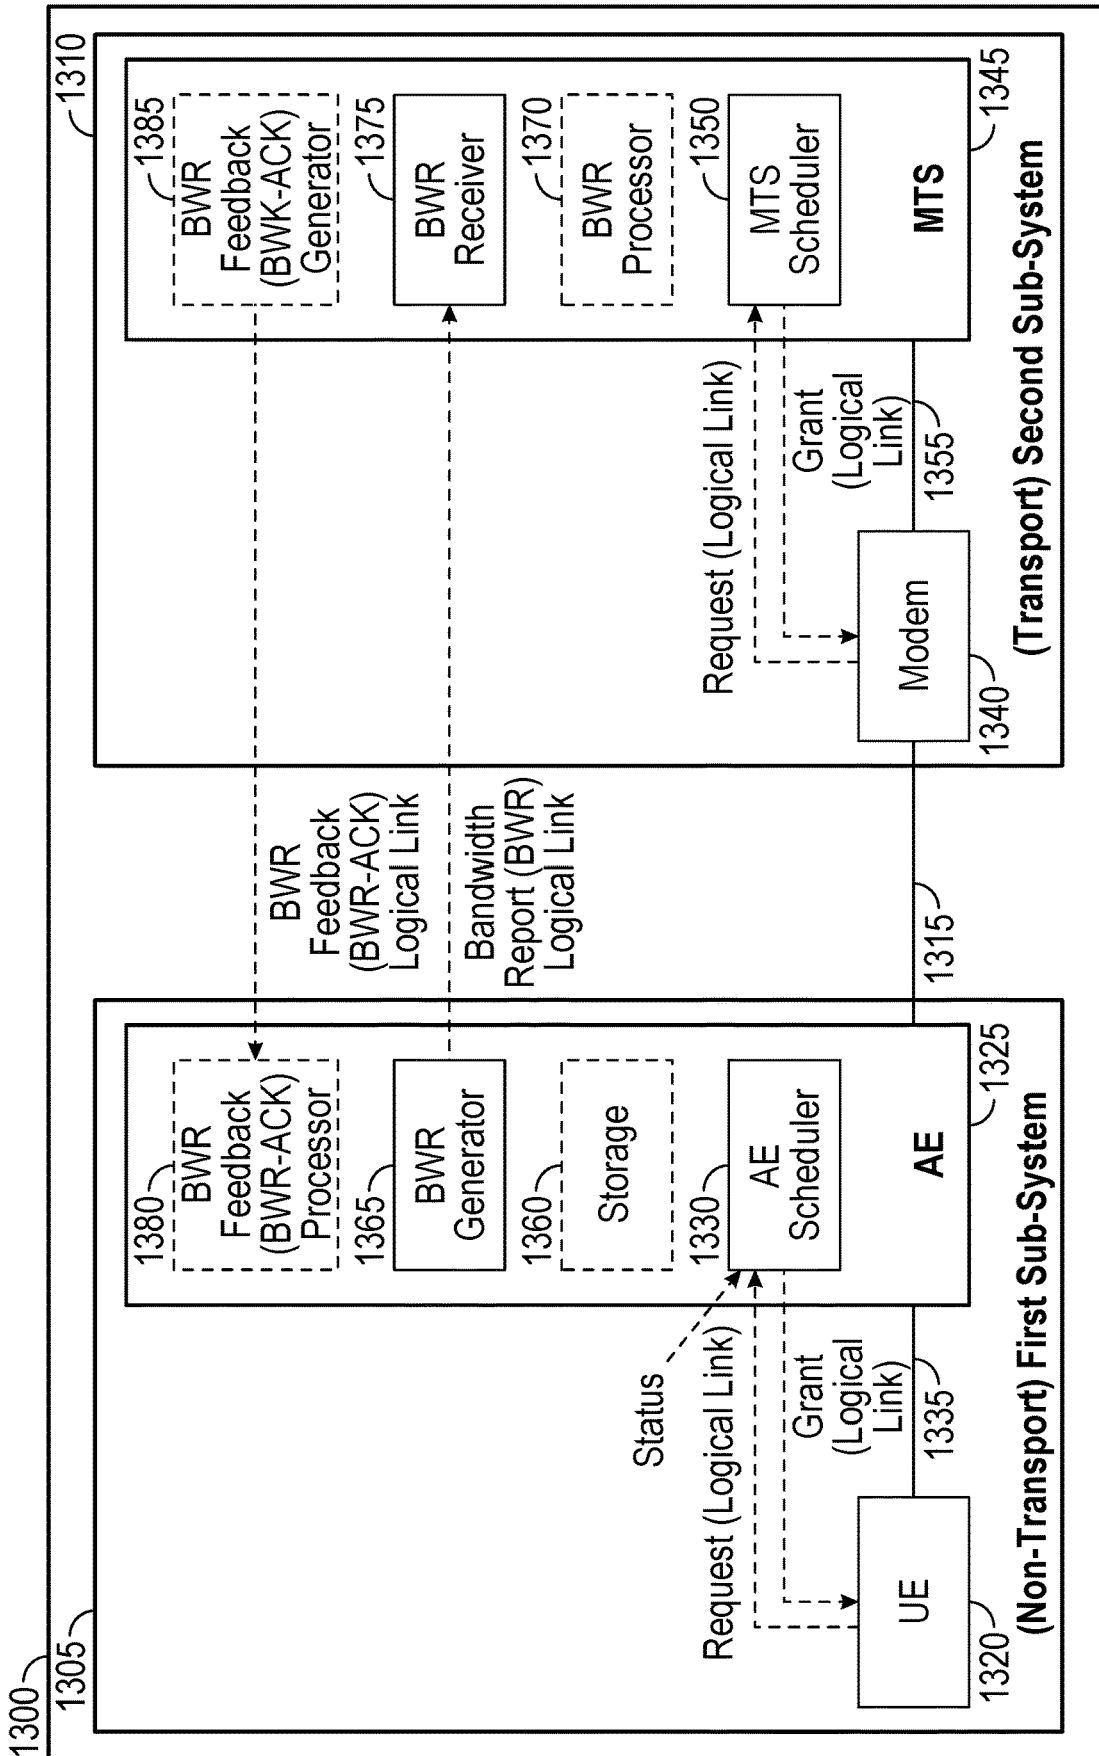 1300
1305
1310
1380
BWR
Feedback
(BWR-ACK)
Processor
1365
BWR
Generator
1360
Storage
1330
AE
Scheduler
AE
1325
Status
Request (Logical Link)
Grant
(Logical
Link)
1335
UE
1320
(Non-Transport) First Sub-System
BWR
Feedback
(BWR-ACK)
Logical Link
Bandwidth
Report (BWR)
Logical Link
1315
1385
BWR
Feedback
(BWK-ACK)
Generator
1375
BWR
Receiver
1370
BWR
Processor
1350
MTS
Scheduler
MTS
1345
Request (Logical Link)
Grant
(Logical
Link)
1355
Modem
1340
(Transport) Second Sub-System